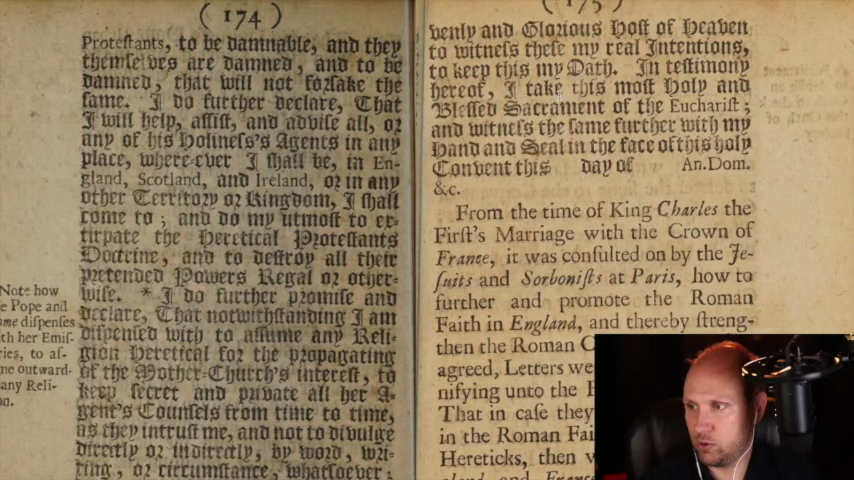 ( 174 )
Protestants, to be damnable, and they
themselves are damned, and to be
damned, that will not forsake the
same. I do further declare, That
I will help, assist, and advise all, or
any of his Holiness's Agents in any
place, where-ever I shall be, in En-
gland, Scotland, and Ireland, or in any
other Territory or Kingdom, I shall
come to; and do my utmost to ex-
tirpate the Heretical Protestants
Doctrine, and to destroy all their
pretended Powers Regal or other-
wise. * I do further promise and
declare, That notwithstanding I am
dispensed with to assume any Reli-
gion Heretical for the propagating
of the Mother-Church's interest, to
keep secret and private all her A-
gent's Counsels from time to time,
as they intrust me, and not to divulge
directly or indirectly, by word, wri-
ting, or circumstance, whatsoever;
Note how
e Pope and
ome dispenses
th her Emis-
ries, to as-
me outward-
any Reli-
on.
( 175 )
venly and Glorious Host of Heaven
to witness these my real Intentions,
to keep this my Oath. In testimony
hereof, I take this most Holy and
Blessed Sacrament of the Eucharist;
and witness the same further with my
Hand and Seal in the face of this holy
Convent this day of An. Dom.
&c.
From the time of King Charles the
First's Marriage with the Crown of
France, it was consulted on by the Je-
suits and Sorbonists at Paris, how to
further and promote the Roman
Faith in England, and thereby streng-
then the Roman C
agreed, Letters we
nifying unto the
That in case they
in the Roman Fai
Hereticks, then